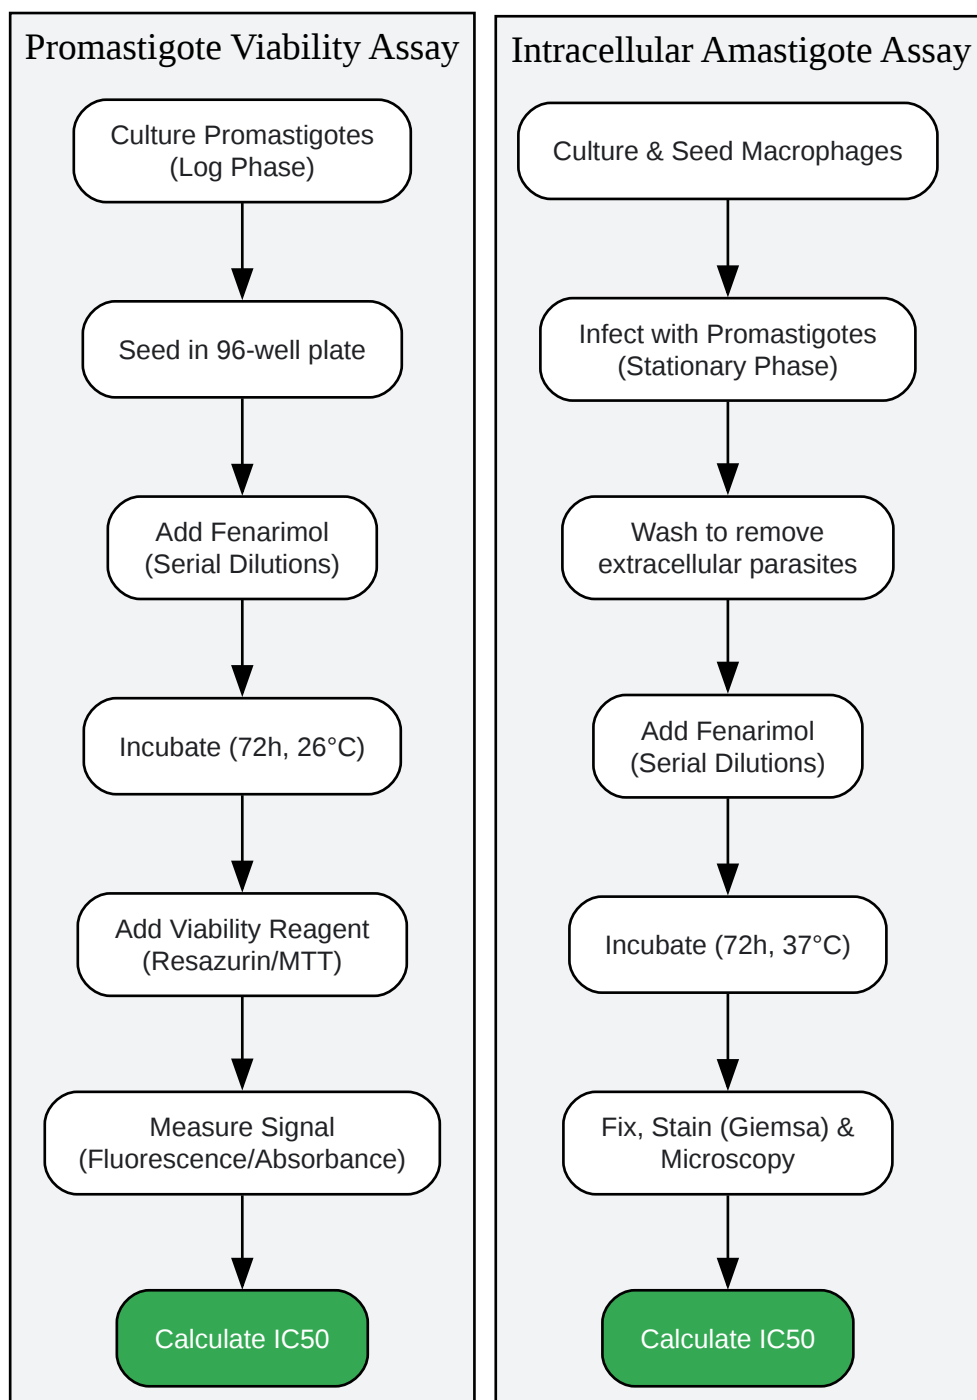 Promastigote Viability Assay
Culture Promastigotes
(Log Phase)
Seed in 96-well plate
Add Fenarimol
(Serial Dilutions)
Incubate (72h, 26°C)
Add Viability Reagent
(Resazurin/MTT)
Measure Signal
(Fluorescence/Absorbance)
Calculate IC50
Intracellular Amastigote Assay
Culture & Seed Macrophages
Infect with Promastigotes
(Stationary Phase)
Wash to remove
extracellular parasites
Add Fenarimol
(Serial Dilutions)
Incubate (72h, 37°C)
Fix, Stain (Giemsa) &
Microscopy
Calculate IC50